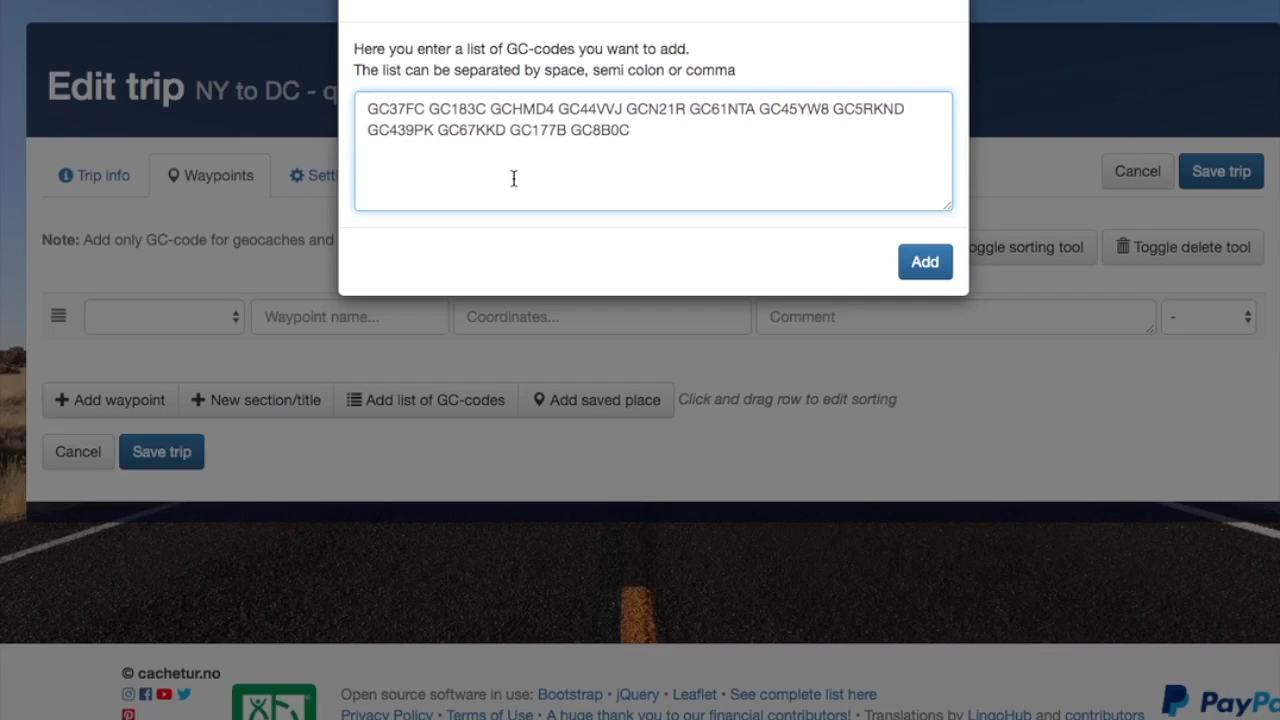 Here you enter a list of GC-codes you want to add.
The list can be separated by space, semi colon or comma
GC37FC GC183C GCHMD4 GC44VVJ GCN21R GC61NTA GC45YW8 GC5RKND
GC439PK GC67KKD GC177B GC8B0C
Add
Edit trip NY to DC - q
Trip info
Waypoints
Sett
Cancel
Save trip
Note: Add only GC-code for geocaches and
oggle sorting tool
Toggle delete tool
Waypoint name...
Coordinates...
Comment
-
Add waypoint
New section/title
Add list of GC-codes
Add saved place
Click and drag row to edit sorting
Cancel
Save trip
© cachetur.no
Open source software in use: Bootstrap • jQuery • Leaflet • See complete list here
Privacy Policy • Terms of Use • A huge thank you to our financial contributors! • Translations by LingoHub and contributors
PayPa